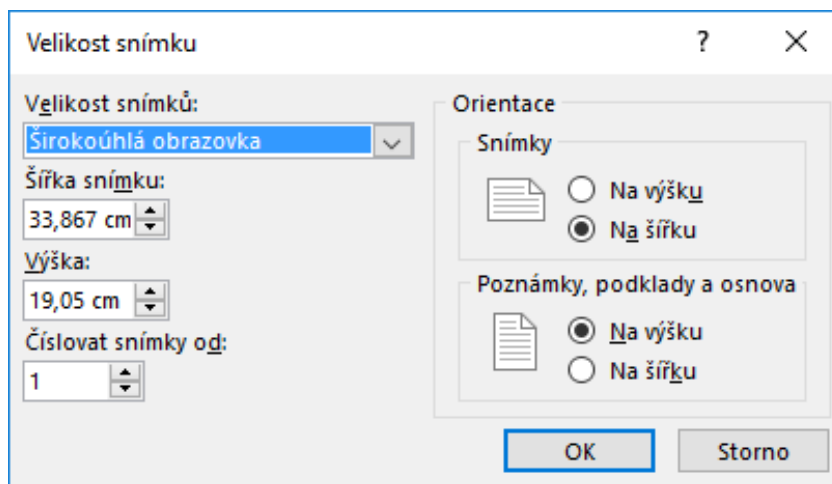 Velikost snímku
Velikost snímků:
Širokoúhlá obrazovka
Šířka snímku:
33,867 cm
Výška:
19,05 cm
Číslovat snímky od:
1
Orientace
Snímky
Na výšku
Na šířku
Poznámky, podklady a osnova
Na výšku
Na šířku
OK
Storno